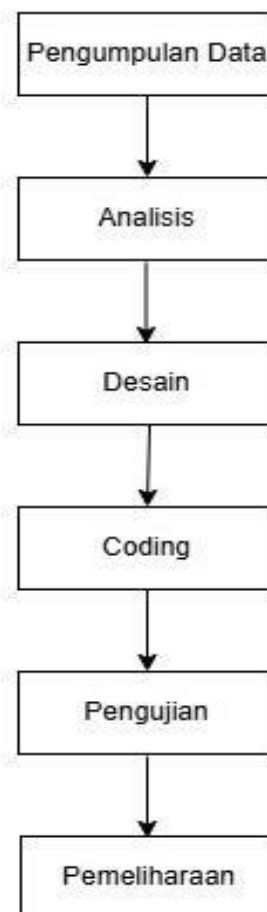 Pengumpulan Data
Analisis
Desain
Coding
Pengujian
Pemeliharaan